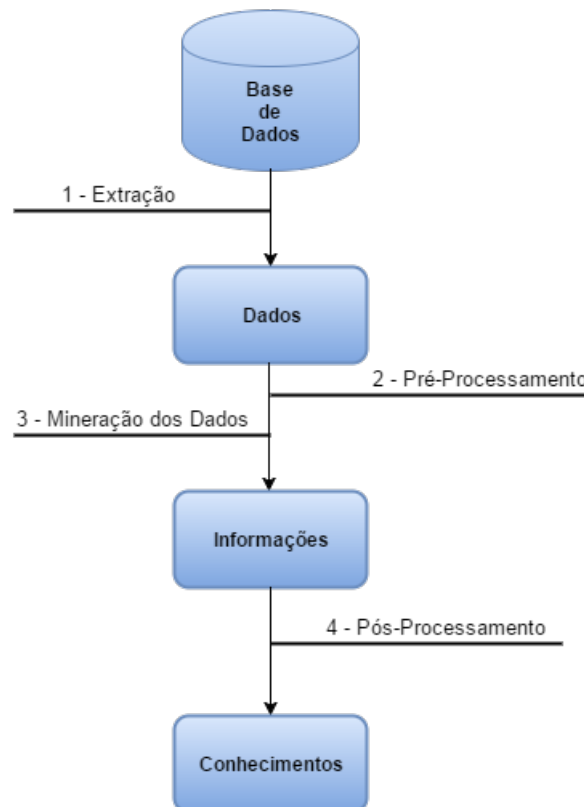 Base
de
Dados
1 - Extração
Dados
2 - Pré-Processamento
3 - Mineração dos Dados
Informações
4 - Pós-Processamento
Conhecimentos